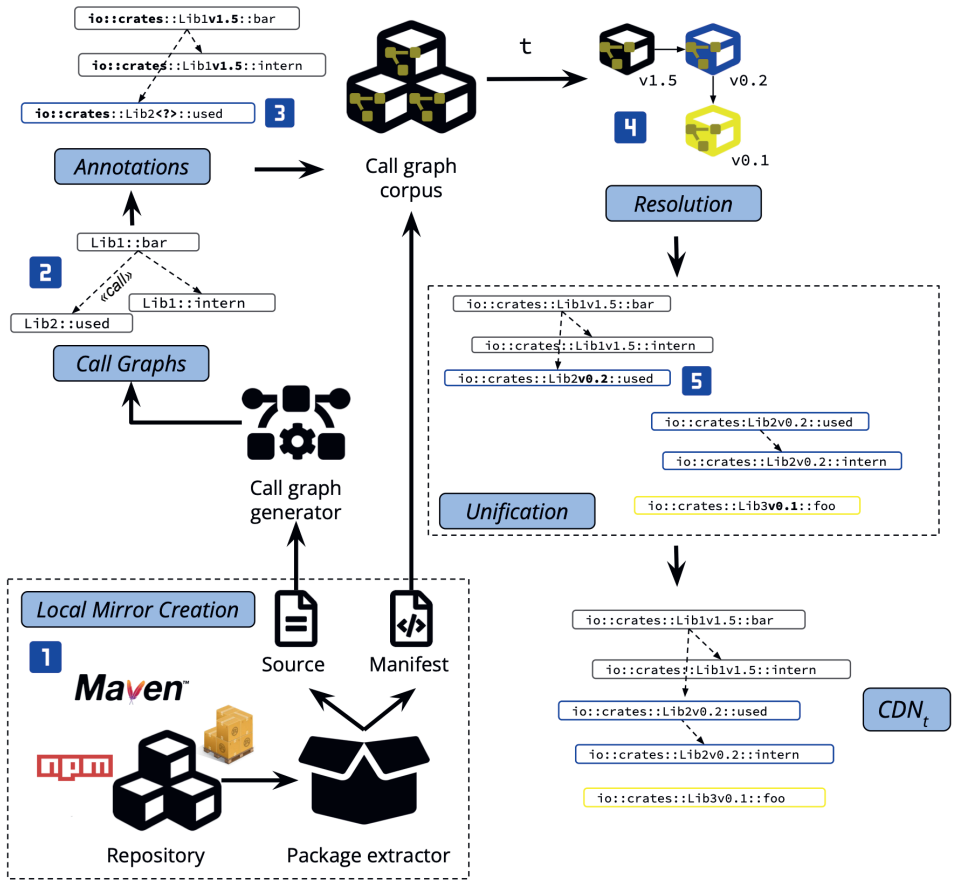 io::crates::Lib1v1.5::bar
io::crates::Lib1v1.5::intern
io::crates::Lib2<?>::used
3
Annotations
Call graph
corpus
t
v1.5
v0.2
v0.1
4
Resolution
Lib1::bar
2
«call»
Lib1::intern
Lib2::used
Call Graphs
Call graph
generator
io::crates::Lib1v1.5::bar
io::crates::Lib1v1.5::intern
io::crates::Lib2v0.2::used
5
io::crates:Lib2v0.2::used
io::crates::Lib2v0.2::intern
io::crates::Lib3v0.1::foo
Unification
Local Mirror Creation
1
Source
Manifest
Maven™
npm
Repository
Package extractor
io::crates::Lib1v1.5::bar
io::crates::Lib1v1.5::intern
io::crates::Lib2v0.2::used
io::crates::Lib2v0.2::intern
io::crates::Lib3v0.1::foo
CDNt